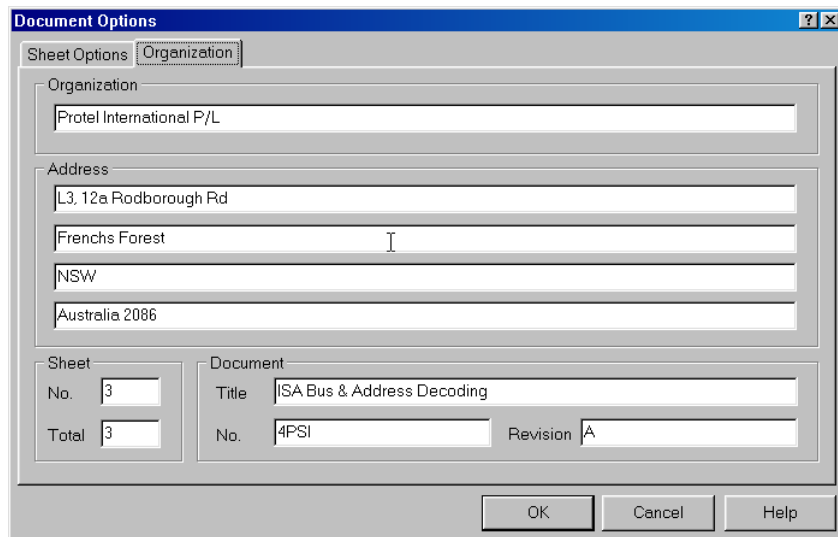 Document Options
Sheet Options Organization
Organization
Protel International P/L
Address
L3, 12a Rodborough Rd
Frenchs Forest
NSW
Australia 2086
Sheet Document
No. 3 Title ISA Bus & Address Decoding
Total 3 No. 4PSI Revision A
OK Cancel Help